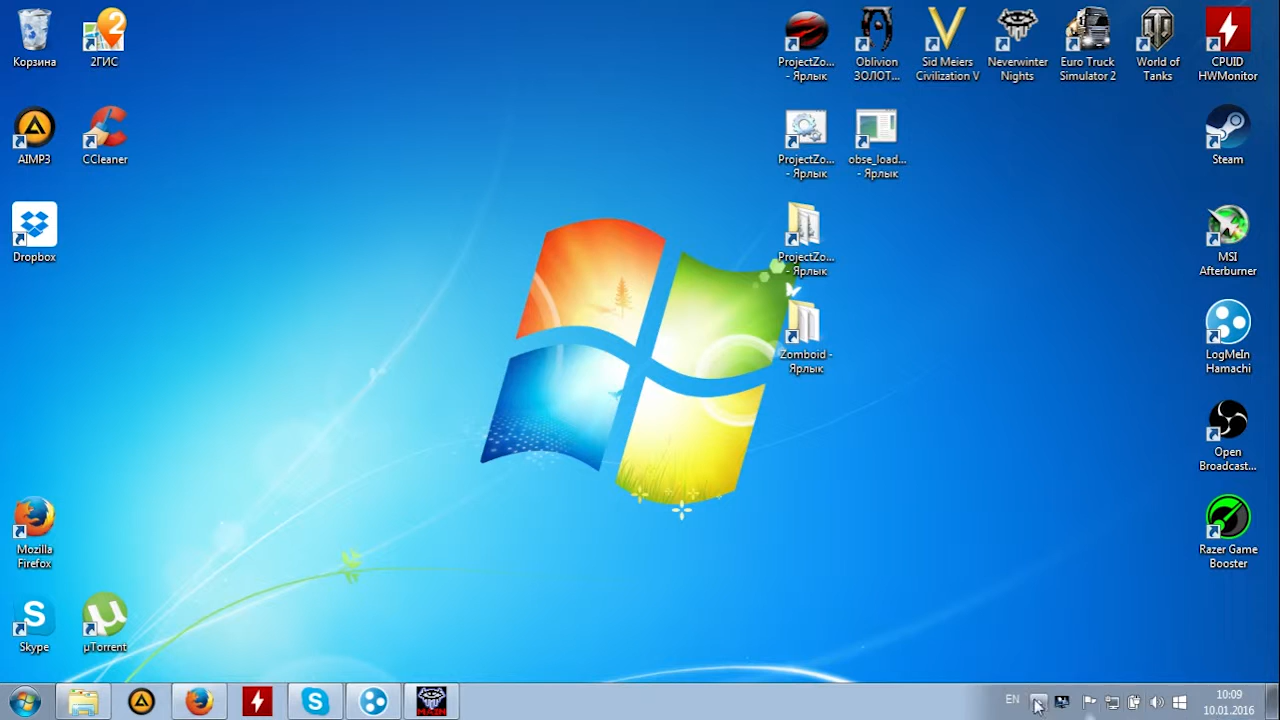 Корзина
2ГИС
ProjectZo...
- Ярлык
Oblivion
ЗОЛОТ...
Sid Meiers
Civilization V
Neverwinter
Nights
Euro Truck
Simulator 2
World of
Tanks
CPUID
HWMonitor
AIMP3
CCleaner
ProjectZo...
- Ярлык
obse_load...
- Ярлык
Steam
Dropbox
ProjectZo...
- Ярлык
MSI
Afterburner
Zomboid -
Ярлык
LogMeIn
Hamachi
Open
Broadcast...
Mozilla
Firefox
Razer Game
Booster
Skype
µTorrent
MAIN
EN
10:09
10.01.2016